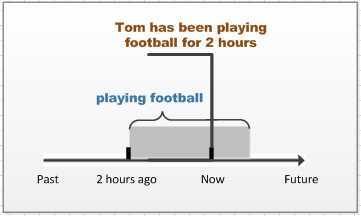 Tom has been playing
football for 2 hours
playing football
Past 2 hours ago Now Future